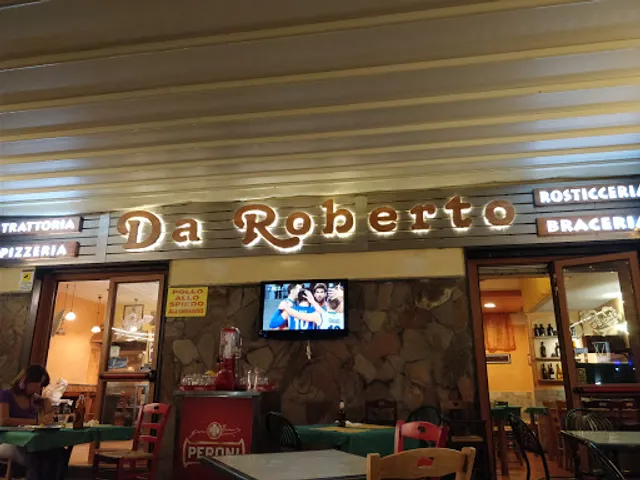 TRATTORIA
PIZZERIA
Da Roberto
ROSTICCERIA
BRACERIA
POLLO
ALLO
SPIEDO
PERONI